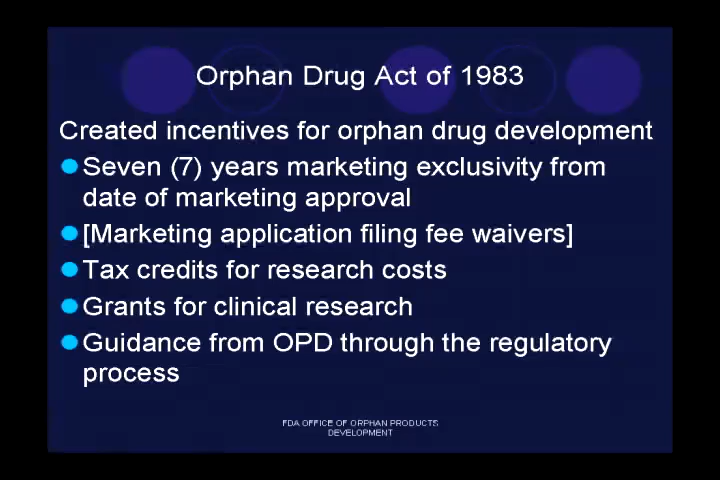 Orphan Drug Act of 1983
Created incentives for orphan drug development
Seven (7) years marketing exclusivity from
date of marketing approval
[Marketing application filing fee waivers]
Tax credits for research costs
Grants for clinical research
Guidance from OPD through the regulatory
process
FDA OFFICE OF ORPHAN PRODUCTS
DEVELOPMENT